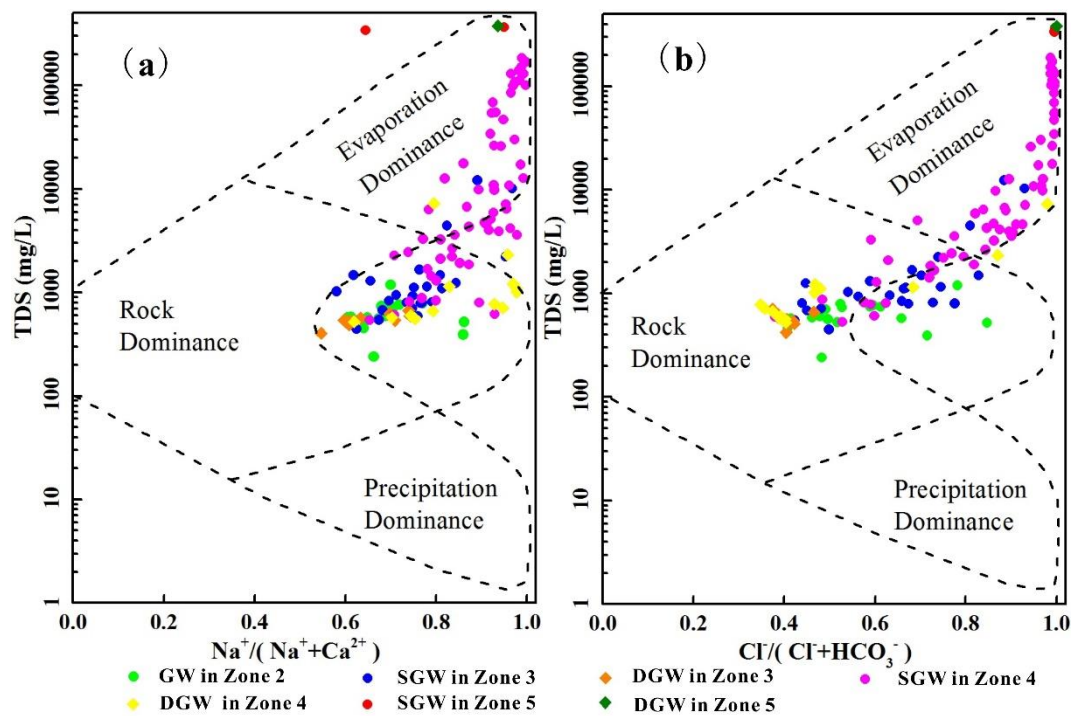 (a)
(b)
TDS (mg/L)
100000
10000
1000
100
10
1
Evaporation
Dominance
Rock
Dominance
Precipitation
Dominance
0.0 0.2 0.4 0.6 0.8 1.0
Na⁺/( Na⁺+Ca²⁺)
TDS (mg/L)
100000
10000
1000
100
10
1
Evaporation
Dominance
Rock
Dominance
Precipitation
Dominance
0.0 0.2 0.4 0.6 0.8 1.0
Cl⁻/( Cl⁻+HCO₃⁻)
GW in Zone 2 SGW in Zone 3 DGW in Zone 3 SGW in Zone 4
DGW in Zone 4 SGW in Zone 5 DGW in Zone 5